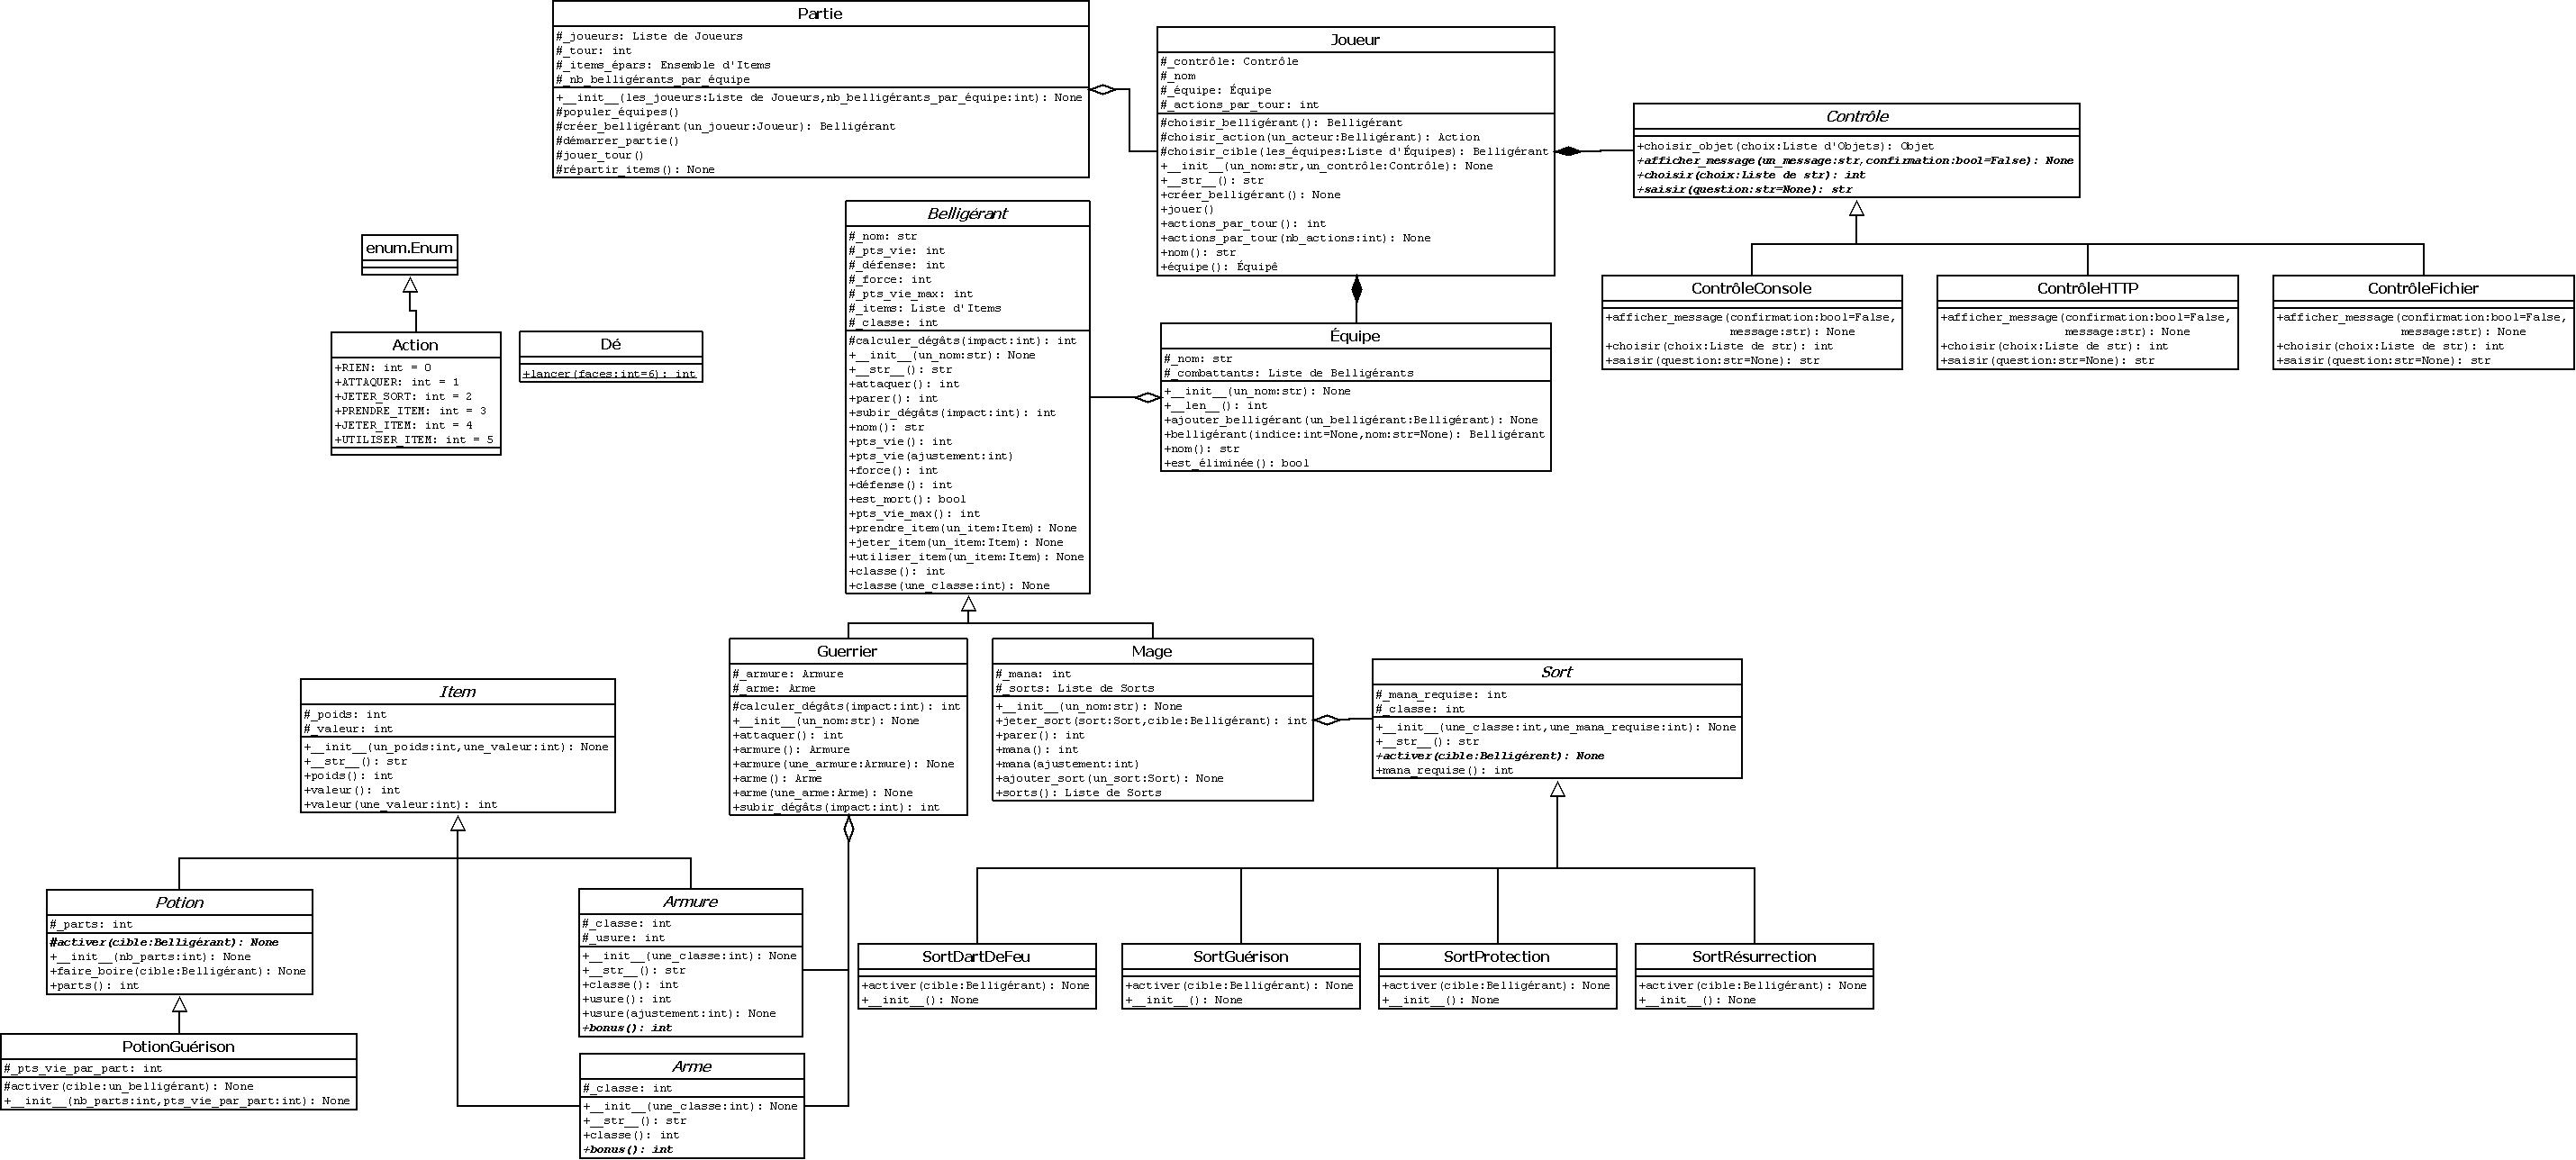 Partie
#_joueurs: Liste de Joueurs
#_tour: int
#_items_épars: Ensemble d'Items
#_nb_belligérants_par_équipe
+__init__(les_joueurs:Liste de Joueurs,nb_belligérants_par_équipe:int): None
#populer_équipes()
#créer_belligérant(un_joueur:Joueur): Belligérant
#démarrer_partie()
#jouer_tour()
#répartir_items(): None
Joueur
#_contrôle: Contrôle
#_nom
#_équipe: Équipe
#_actions_par_tour: int
#choisir_belligérant(): Belligérant
#choisir_action(un_acteur:Belligérant): Action
#choisir_cible(les_équipes:Liste d'Équipes): Belligérant
+__init__(un_nom:str,un_contrôle:Contrôle): None
+__str__(): str
+créer_belligérant(): None
+jouer()
+actions_par_tour(): int
+actions_par_tour(nb_actions:int): None
+nom(): str
+équipe(): Équipê
Contrôle
+choisir_objet(choix:Liste d'Objets): Objet
+afficher_message(un_message:str,confirmation:bool=False): None
+choisir(choix:Liste de str): int
+saisir(question:str=None): str
ContrôleConsole
+afficher_message(confirmation:bool=False,
message:str): None
+choisir(choix:Liste de str): int
+saisir(question:str=None): str
ContrôleHTTP
+afficher_message(confirmation:bool=False,
message:str): None
+choisir(choix:Liste de str): int
+saisir(question:str=None): str
ContrôleFichier
+afficher_message(confirmation:bool=False,
message:str): None
+choisir(choix:Liste de str): int
+saisir(question:str=None): str
enum.Enum
Action
+RIEN: int = 0
+ATTAQUER: int = 1
+JETER_SORT: int = 2
+PRENDRE_ITEM: int = 3
+JETER_ITEM: int = 4
+UTILISER_ITEM: int = 5
Dé
+lancer(faces:int=6): int
Belligérant
#_nom: str
#_pts_vie: int
#_défense: int
#_force: int
#_pts_vie_max: int
#_items: Liste d'Items
#_classe: int
#calculer_dégâts(impact:int): int
+__init__(un_nom:str): None
+__str__(): str
+attaquer(): int
+parer(): int
+subir_dégâts(impact:int): int
+nom(): str
+pts_vie(): int
+pts_vie(ajustement:int)
+force(): int
+défense(): int
+est_mort(): bool
+pts_vie_max(): int
+prendre_item(un_item:Item): None
+jeter_item(un_item:Item): None
+utiliser_item(un_item:Item): None
+classe(): int
+classe(une_classe:int): None
Équipe
#_nom: str
#_combattants: Liste de Belligérants
+__init__(un_nom:str): None
+__len__(): int
+ajouter_belligérant(un_belligérant:Belligérant): None
+belligérant(indice:int=None,nom:str=None): Belligérant
+nom(): str
+est_éliminée(): bool
Guerrier
#_armure: Armure
#_arme: Arme
#calculer_dégâts(impact:int): int
+__init__(un_nom:str): None
+attaquer(): int
+armure(): Armure
+armure(une_armure:Armure): None
+arme(): Arme
+arme(une_arme:Arme): None
+subir_dégâts(impact:int): int
Mage
#_mana: int
#_sorts: Liste de Sorts
+__init__(un_nom:str): None
+jeter_sort(sort:Sort,cible:Belligérant): int
+parer(): int
+mana(): int
+mana(ajustement:int)
+ajouter_sort(un_sort:Sort): None
+sorts(): Liste de Sorts
Sort
#_mana_requise: int
#_classe: int
+__init__(une_classe:int,une_mana_requise:int): None
+__str__(): str
+activer(cible:Belligérent): None
+mana_requise(): int
Item
#_poids: int
#_valeur: int
+__init__(un_poids:int,une_valeur:int): None
+__str__(): str
+poids(): int
+valeur(): int
+valeur(une_valeur:int): int
Potion
#_parts: int
#activer(cible:Belligérant): None
+__init__(nb_parts:int): None
+faire_boire(cible:Belligérant): None
+parts(): int
PotionGuérison
#_pts_vie_par_part: int
#activer(cible:un_belligérant): None
+__init__(nb_parts:int,pts_vie_par_part:int): None
Armure
#_classe: int
#_usure: int
+__init__(une_classe:int): None
+__str__(): str
+classe(): int
+usure(): int
+usure(ajustement:int): None
+bonus(): int
Arme
#_classe: int
+__init__(une_classe:int): None
+__str__(): str
+classe(): int
+bonus(): int
SortDartDeFeu
+activer(cible:Belligérant): None
+__init__(): None
SortGuérison
+activer(cible:Belligérant): None
+__init__(): None
SortProtection
+activer(cible:Belligérant): None
+__init__(): None
SortRésurrection
+activer(cible:Belligérant): None
+__init__(): None